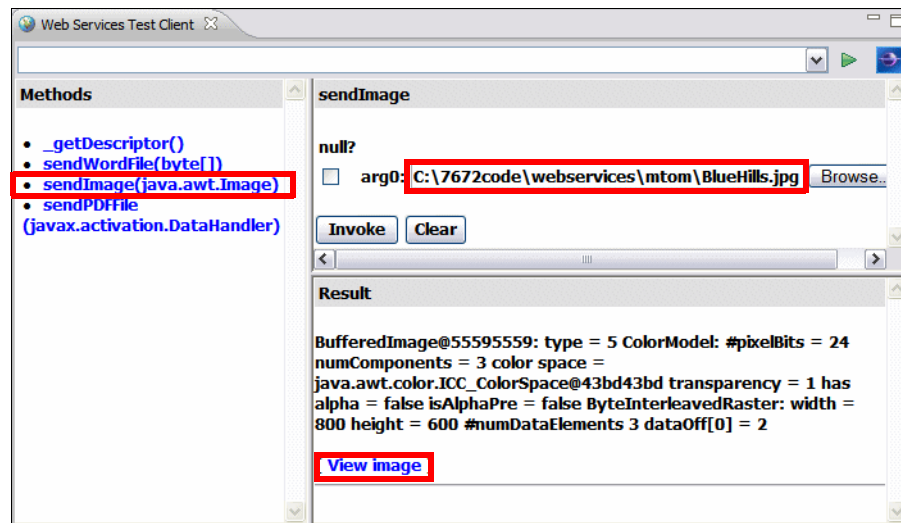 Web Services Test Client
Methods
_getDescriptor()
sendWordFile(byte[])
sendImage(java.awt.Image)
sendPDFFile
(javax.activation.DataHandler)
sendImage
null?
arg0: C:\7672code\webservices\mtom\BlueHills.jpg Browse..
Invoke Clear
Result
BufferedImage@55595559: type = 5 ColorModel: #pixelBits = 24
numComponents = 3 color space =
java.awt.color.ICC_ColorSpace@43bd43bd transparency = 1 has
alpha = false isAlphaPre = false ByteInterleavedRaster: width =
800 height = 600 #numDataElements 3 dataOff[0] = 2
View image